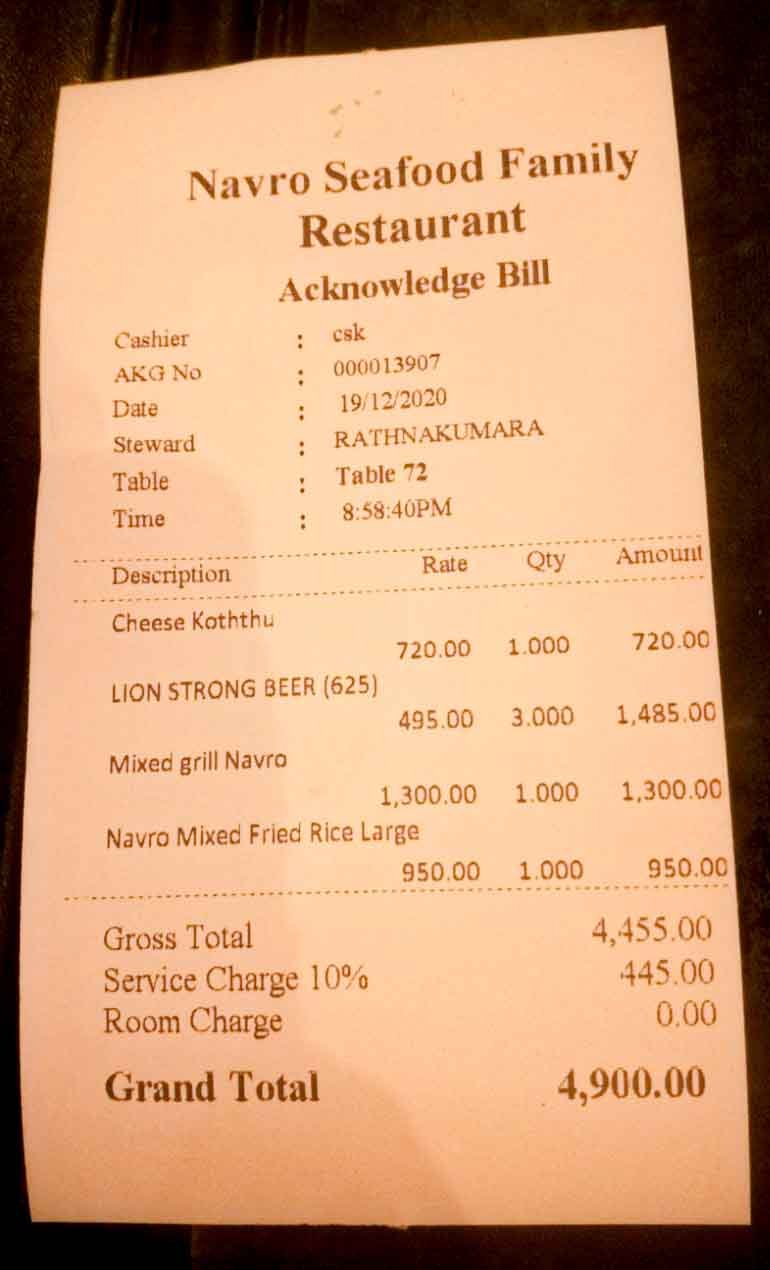 Navro Seafood Family
Restaurant
Acknowledge Bill
Cashier : csk
AKG No : 000013907
Date : 19/12/2020
Steward : RATHNAKUMARA
Table : Table 72
Time : 8:58:40PM
Description Rate Qty Amount
Cheese Koththu
720.00 1.000 720.00
LION STRONG BEER (625)
495.00 3.000 1,485.00
Mixed grill Navro
1,300.00 1.000 1,300.00
Navro Mixed Fried Rice Large
950.00 1.000 950.00
Gross Total 4,455.00
Service Charge 10% 445.00
Room Charge 0.00
Grand Total 4,900.00